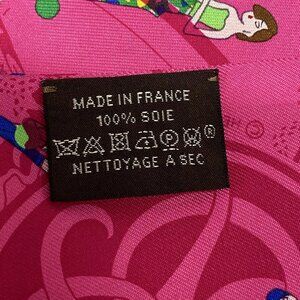 MADE IN FRANCE
100% SOIE
®
NETTOYAGE A SEC
©